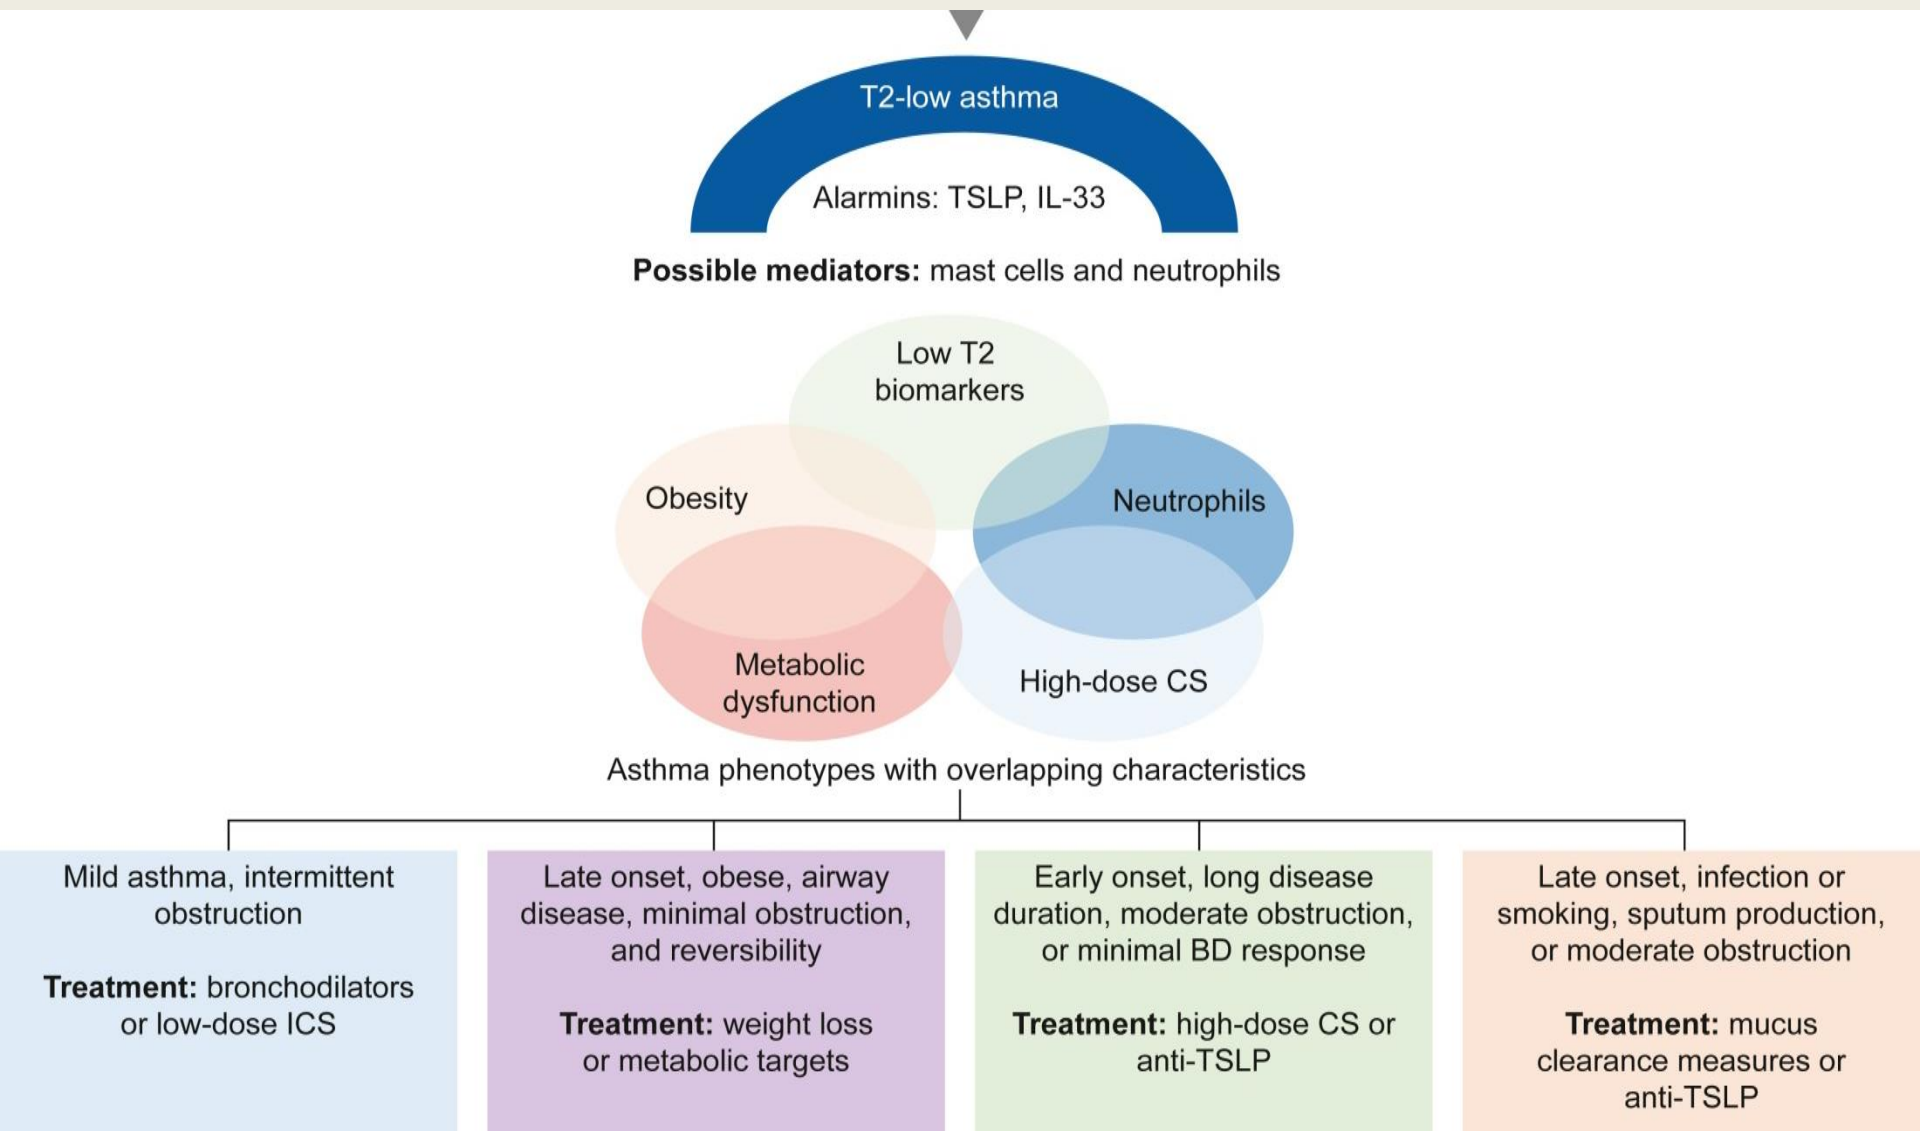 T2-low asthma
Alarmins: TSLP, IL-33
Possible mediators: mast cells and neutrophils
Low T2
biomarkers
Obesity
Neutrophils
Metabolic
dysfunction
High-dose CS
Asthma phenotypes with overlapping characteristics
Mild asthma, intermittent
obstruction
Treatment: bronchodilators
or low-dose ICS
Late onset, obese, airway
disease, minimal obstruction,
and reversibility
Treatment: weight loss
or metabolic targets
Early onset, long disease
duration, moderate obstruction,
or minimal BD response
Treatment: high-dose CS or
anti-TSLP
Late onset, infection or
smoking, sputum production,
or moderate obstruction
Treatment: mucus
clearance measures or
anti-TSLP